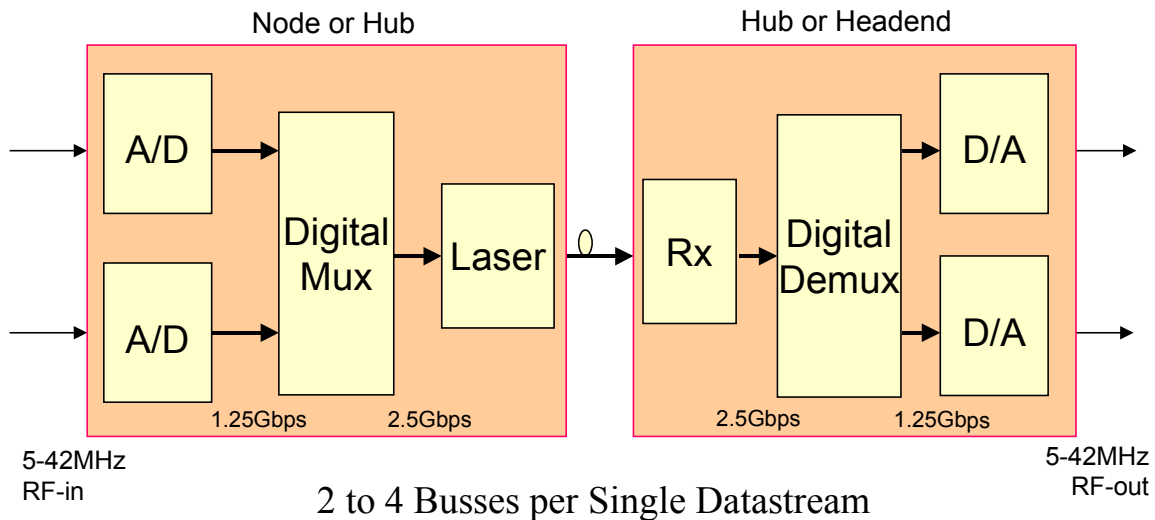 Node or Hub
Hub or Headend
A/D
A/D
Digital
Mux
Laser
Rx
Digital
Demux
D/A
D/A
1.25Gbps
2.5Gbps
2.5Gbps
1.25Gbps
5-42MHz
RF-in
5-42MHz
RF-out
2 to 4 Busses per Single Datastream